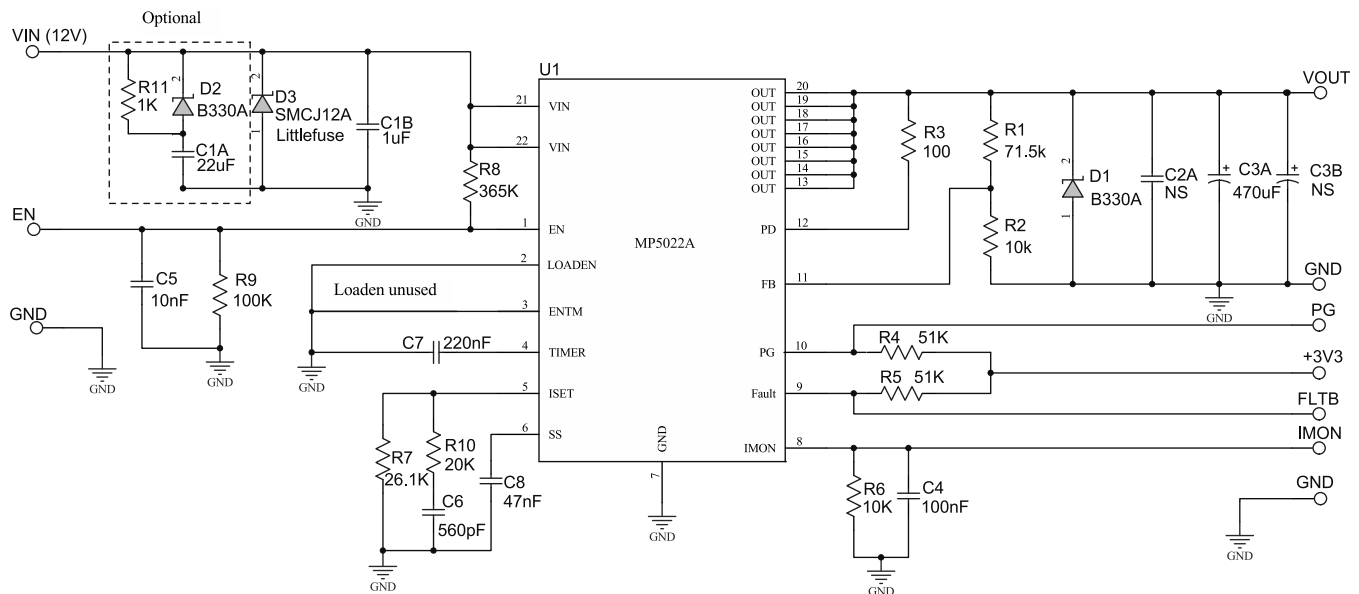 Optional
VIN (12V)
R11
1K
2
D2
B330A
C1A
22uF
2
D3
SMCJ12A
Littlefuse
1
C1B
1uF
GND
R8
365K
EN
C5
10nF
R9
100K
GND
GND
GND
Loaden unused
GND
C7
220nF
R7
26.1K
R10
20K
C6
560pF
C8
47nF
GND
U1
MP5022A
21
VIN
22
VIN
1
EN
2
LOADEN
3
ENTM
4
TIMER
5
ISET
6
SS
GND
7
GND
OUT
20
OUT
19
OUT
18
OUT
17
OUT
16
OUT
15
OUT
14
OUT
13
PD
12
FB
11
PG
10
Fault
9
IMON
8
R3
100
R1
71.5k
R2
10k
2
D1
B330A
1
C2A
NS
+
C3A
470uF
+
C3B
NS
VOUT
GND
GND
PG
R4
51K
+3V3
R5
51K
FLTB
IMON
R6
10K
C4
100nF
GND
GND
GND